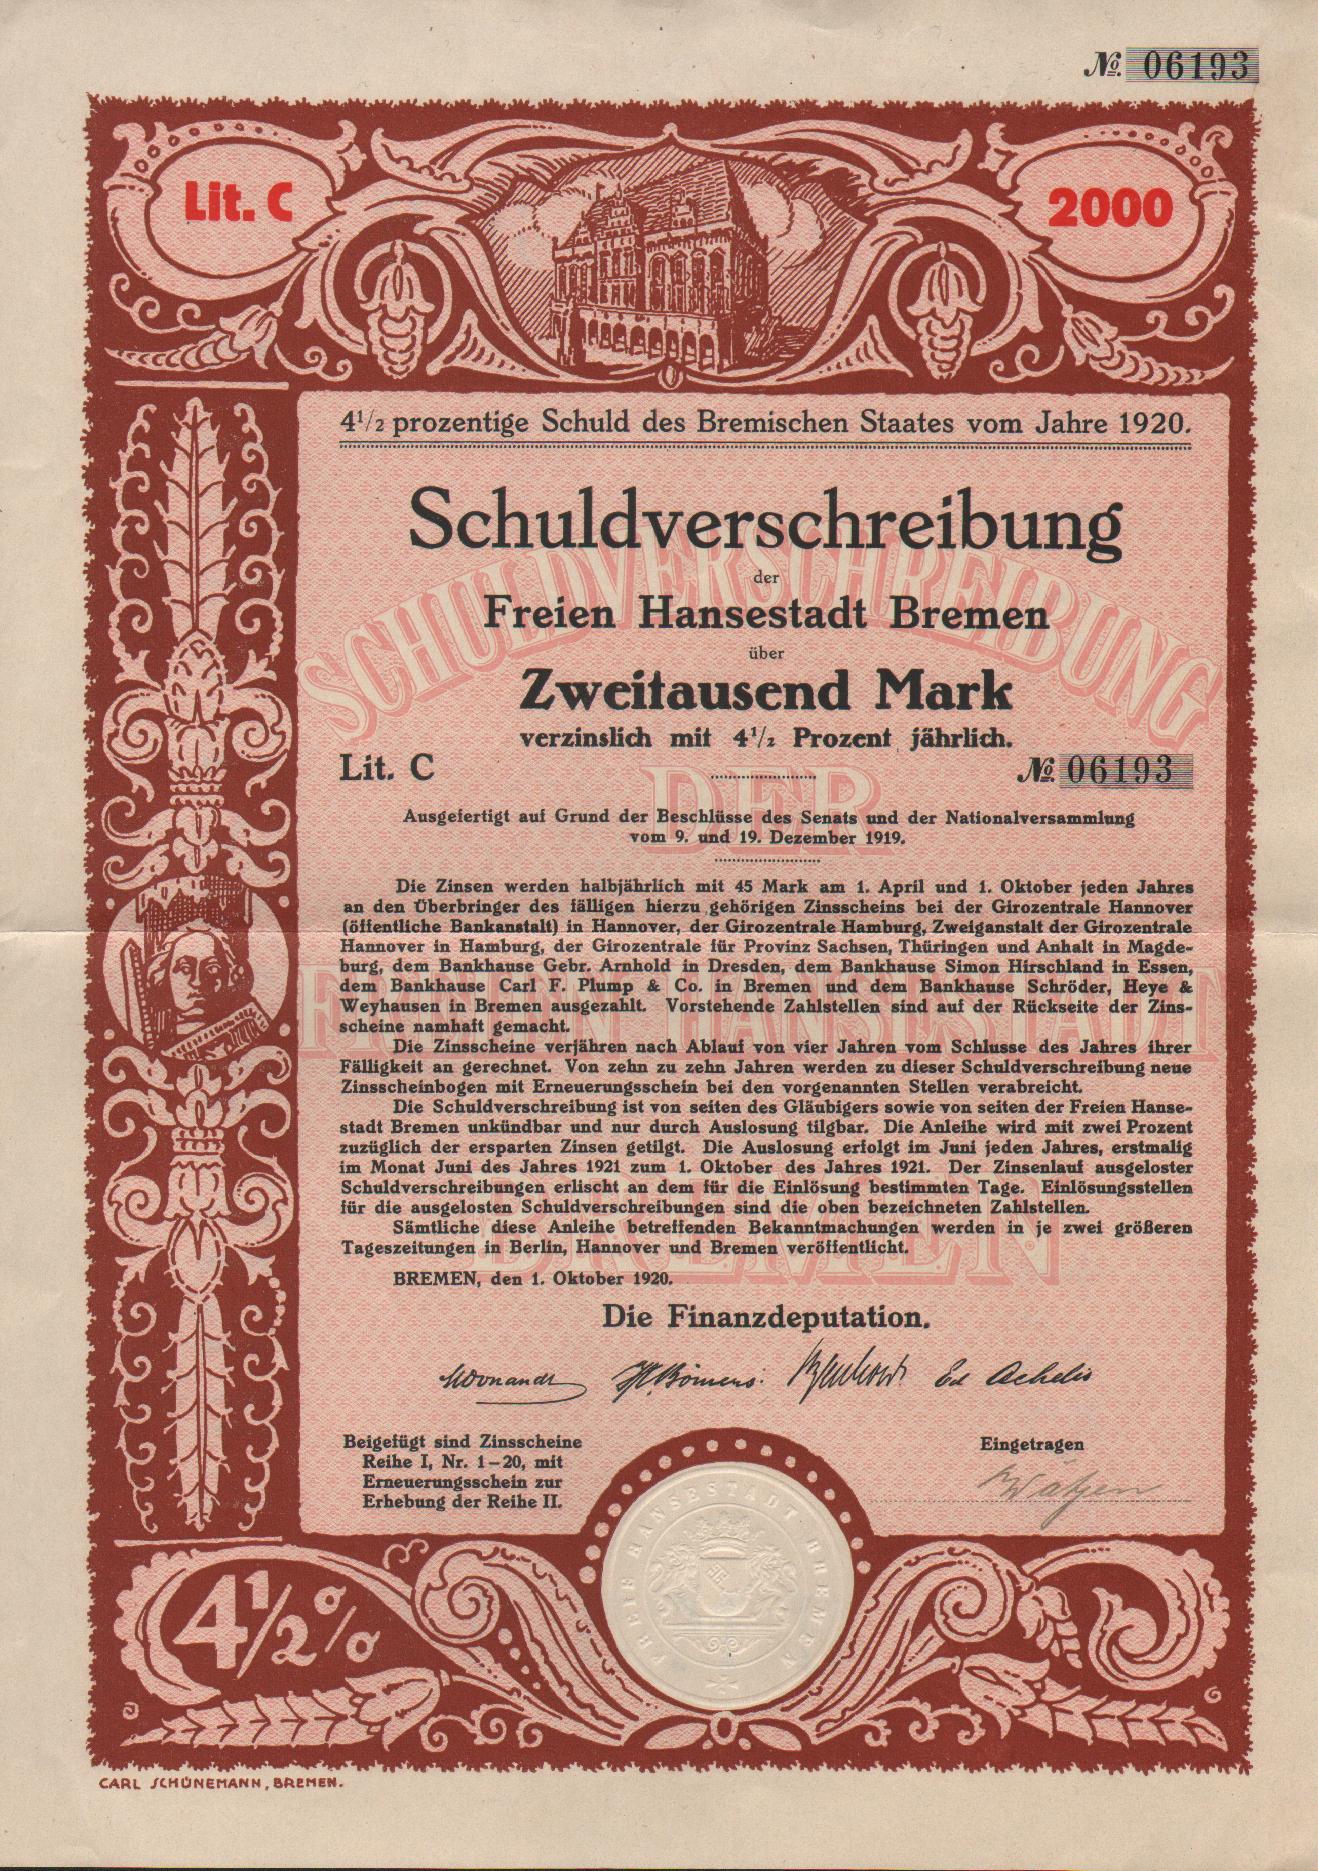 № 06193
Lit. C
2000
4½ prozentige Schuld des Bremischen Staates vom Jahre 1920.
Schuldverschreibung
der
Freien Hansestadt Bremen
über
Zweitausend Mark
verzinslich mit 4½ Prozent jährlich.
Lit. C
№ 06193
Ausgefertigt auf Grund der Beschlüsse des Senats und der Nationalversammlung
vom 9. und 19. Dezember 1919.
Die Zinsen werden halbjährlich mit 45 Mark am 1. April und 1. Oktober jeden Jahres
an den Überbringer des fälligen hierzu gehörigen Zinsscheins bei der Girozentrale Hannover
(öffentliche Bankanstalt) in Hannover, der Girozentrale Hamburg, Zweiganstalt der Girozentrale
Hannover in Hamburg, der Girozentrale für Provinz Sachsen, Thüringen und Anhalt in Magde-
burg, dem Bankhause Gebr. Arnhold in Dresden, dem Bankhause Simon Hirschland in Essen,
dem Bankhause Carl F. Plump & Co. in Bremen und dem Bankhause Schröder, Heye &
Weyhausen in Bremen ausgezahlt. Vorstehende Zahlstellen sind auf der Rückseite der Zins-
scheine namhaft gemacht.
Die Zinsscheine verjähren nach Ablauf von vier Jahren vom Schlusse des Jahres ihrer
Fälligkeit an gerechnet. Von zehn zu zehn Jahren werden zu dieser Schuldverschreibung neue
Zinsscheinbogen mit Erneuerungsschein bei den vorgenannten Stellen verabreicht.
Die Schuldverschreibung ist von seiten des Gläubigers sowie von seiten der Freien Hanse-
stadt Bremen unkündbar und nur durch Auslosung tilgbar. Die Anleihe wird mit zwei Prozent
zuzüglich der ersparten Zinsen getilgt. Die Auslosung erfolgt im Juni jeden Jahres, erstmalig
im Monat Juni des Jahres 1921 zum 1. Oktober des Jahres 1921. Der Zinsenlauf ausgeloster
Schuldverschreibungen erlischt an dem für die Einlösung bestimmten Tage. Einlösungsstellen
für die ausgelosten Schuldverschreibungen sind die oben bezeichneten Zahlstellen.
Sämtliche diese Anleihe betreffenden Bekanntmachungen werden in je zwei größeren
Tageszeitungen in Berlin, Hannover und Bremen veröffentlicht.
BREMEN, den 1. Oktober 1920.
Die Finanzdeputation.
Ed Achelis
Beigefügt sind Zinsscheine
Reihe I, Nr. 1–20, mit
Erneuerungsschein zur
Erhebung der Reihe II.
Eingetragen
SCHULDVERSCHREIBUNG
DER
FREIEN HANSESTADT
BREMEN
FREIE HANSESTADT BREMEN
4½%
CARL SCHÜNEMANN, BREMEN.